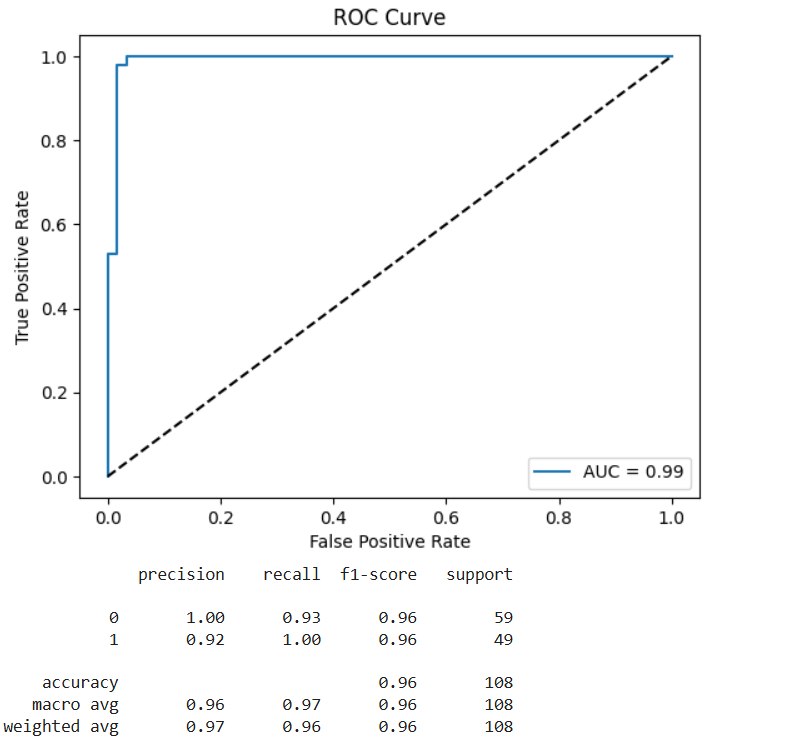 ROC Curve
1.0
0.8
0.6
0.4
0.2
0.0
True Positive Rate
AUC = 0.99
0.0 0.2 0.4 0.6 0.8 1.0
False Positive Rate
precision recall f1-score support
0 1.00 0.93 0.96 59
1 0.92 1.00 0.96 49
accuracy 0.96 108
macro avg 0.96 0.97 0.96 108
weighted avg 0.97 0.96 0.96 108